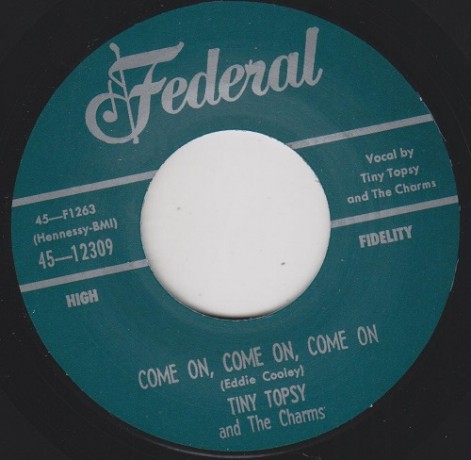 Federal
Vocal by
Tiny Topsy
and The Charms
45—F1263
(Hennessy-BMI)
45—12309
HIGH
FIDELITY
COME ON, COME ON, COME ON
(Eddie Cooley)
TINY TOPSY
and The Charms